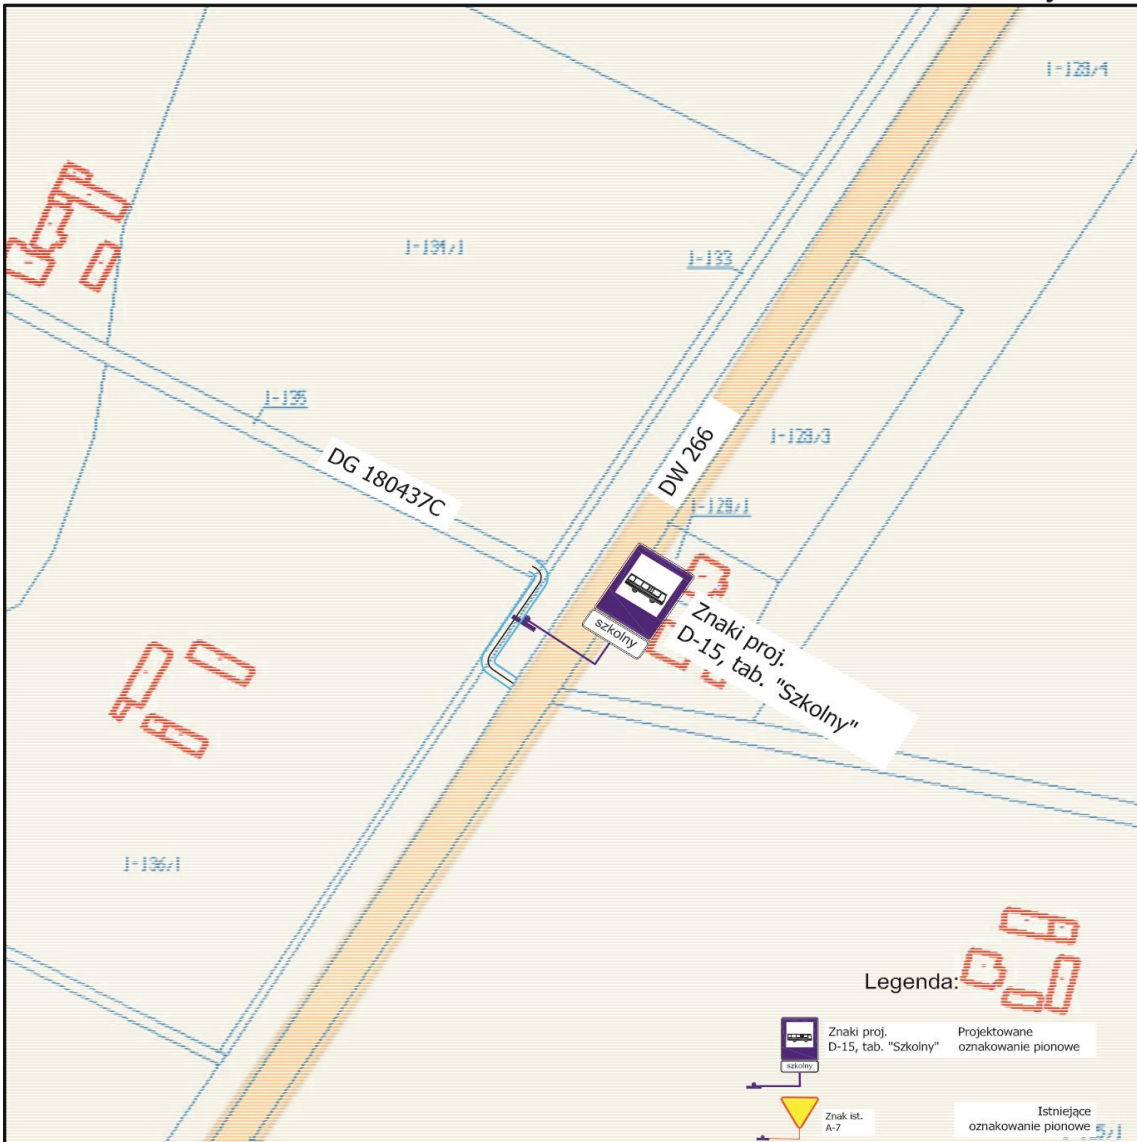 1-128/4
1-134/1
1-133
1-135
1-128/3
DW 266
DG 180437C
1-128/1
szkolny
Znaki proj.
D-15, tab. "Szkolny"
1-136/1
Legenda:
Znaki proj.
D-15, tab. "Szkolny"
Projektowane
oznakowanie pionowe
szkolny
Znak ist.
A-7
Istniejące
oznakowanie pionowe